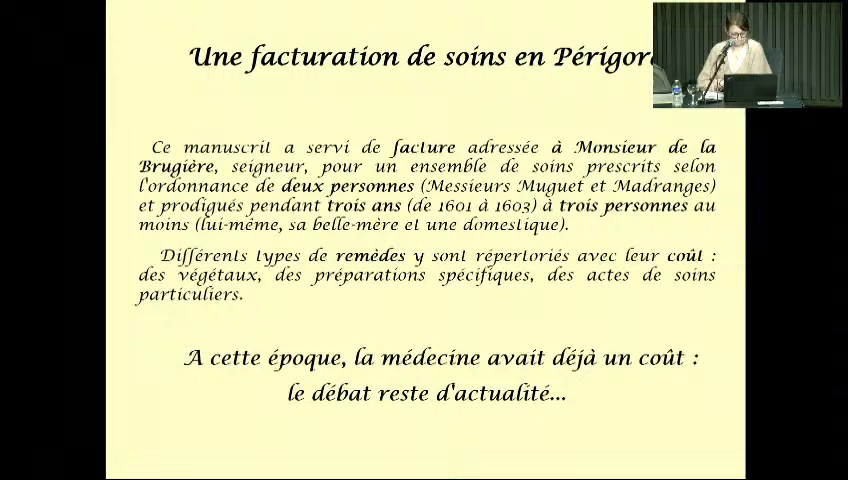 Une facturation de soins en Périgor
Ce manuscrit a servi de facture adressée à Monsieur de la
Brugière, seigneur, pour un ensemble de soins prescrits selon
l'ordonnance de deux personnes (Messieurs Muguet et Madranges)
et prodigués pendant trois ans (de 1601 à 1603) à trois personnes au
moins (lui-même, sa belle-mère et une domestique).
Différents types de remèdes y sont répertoriés avec leur coût :
des végétaux, des préparations spécifiques, des actes de soins
particuliers.
A cette époque, la médecine avait déjà un coût :
le débat reste d'actualité...